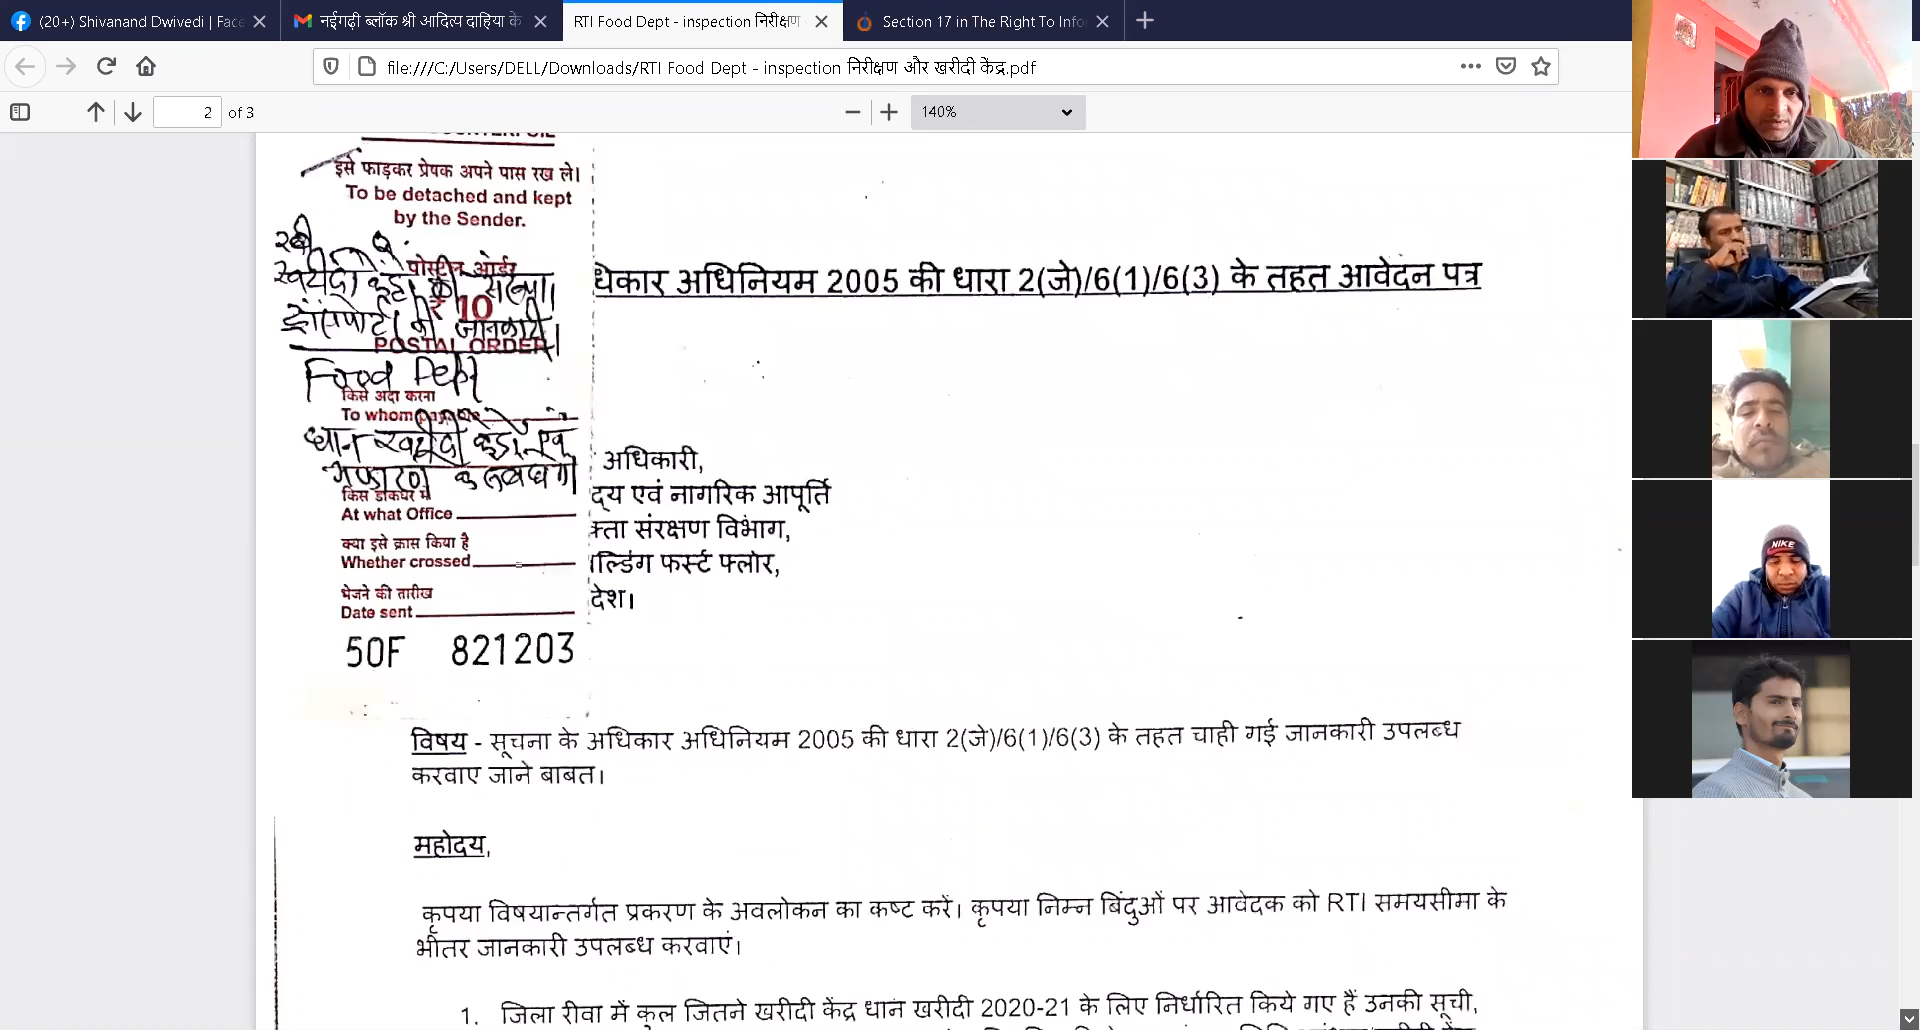 (20+) Shivanand Dwivedi | Face
नईगढ़ी ब्लॉक श्री आदित्य दाहिया के
RTI Food Dept - inspection निरीक्षण
Section 17 in The Right To Info
file:///C:/Users/DELL/Downloads/RTI Food Dept - inspection निरीक्षण और खरीदी केंद्र.pdf
2 of 3
140%
इसे फाड़कर प्रेषक अपने पास रख ले।
To be detached and kept
by the Sender.
पोस्टल आर्डर
खरीदी की संख्या।
₹ 10
की जानकारी।
POSTAL ORDER
Food Dept
किसे अदा करना
To whom payable
धान खरीदी एवं
किस डाकघर में
At what Office
क्या इसे क्रास किया है
Whether crossed
भेजने की तारीख
Date sent
50F 821203
धिकार अधिनियम 2005 की धारा 2(जे)/6(1)/6(3) के तहत आवेदन पत्र
अधिकारी,
द्य एवं नागरिक आपूर्ति
क्ता संरक्षण विभाग,
ल्डिंग फर्स्ट फ्लोर,
देश।
विषय - सूचना के अधिकार अधिनियम 2005 की धारा 2(जे)/6(1)/6(3) के तहत चाही गई जानकारी उपलब्ध
करवाए जाने बाबत।
महोदय,
कृपया विषयान्तर्गत प्रकरण के अवलोकन का कष्ट करें। कृपया निम्न बिंदुओं पर आवेदक को RTI समयसीमा के
भीतर जानकारी उपलब्ध करवाएं।
1. जिला रीवा में कुल जितने खरीदी केंद्र धान खरीदी 2020-21 के लिए निर्धारित किये गए हैं उनकी सूची,
NIKE